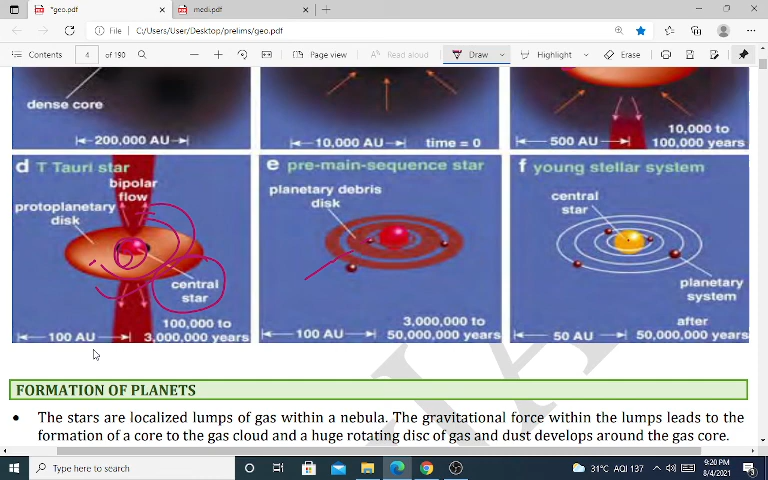 *geo.pdf
medi.pdf
File
C:/Users/User/Desktop/prelims/geo.pdf
Contents
4
of 190
Page view
Read aloud
Draw
Highlight
Erase
dense core
200,000 AU
10,000 AU
time = 0
500 AU
10,000 to
100,000 years
d T Tauri star
bipolar
flow
protoplanetary
disk
central
star
100,000 to
100 AU
3,000,000 years
e pre-main-sequence star
planetary debris
disk
3,000,000 to
100 AU
50,000,000 years
f young stellar system
central
star
planetary
system
after
50 AU
50,000,000 years
FORMATION OF PLANETS
• The stars are localized lumps of gas within a nebula. The gravitational force within the lumps leads to the
formation of a core to the gas cloud and a huge rotating disc of gas and dust develops around the gas core.
Type here to search
31°C AQI 137
9:20 PM
8/4/2021
3